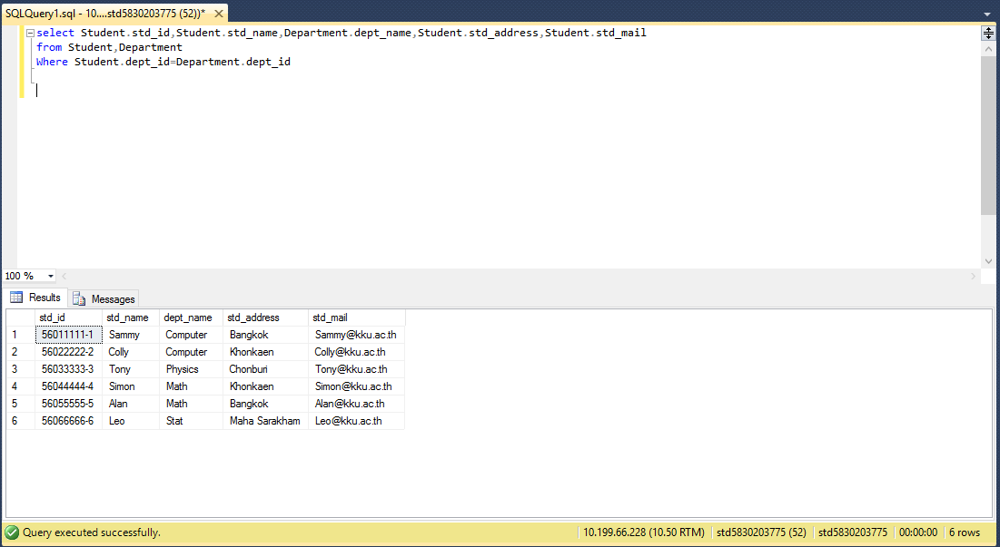 SQLQuery1.sql - 10....std5830203775 (52))*
select Student.std_id,Student.std_name,Department.dept_name,Student.std_address,Student.std_mail
from Student,Department
Where Student.dept_id=Department.dept_id
100 %
Results Messages
std_id std_name dept_name std_address std_mail
1 56011111-1 Sammy Computer Bangkok Sammy@kku.ac.th
2 56022222-2 Colly Computer Khonkaen Colly@kku.ac.th
3 56033333-3 Tony Physics Chonburi Tony@kku.ac.th
4 56044444-4 Simon Math Khonkaen Simon@kku.ac.th
5 56055555-5 Alan Math Bangkok Alan@kku.ac.th
6 56066666-6 Leo Stat Maha Sarakham Leo@kku.ac.th
Query executed successfully. 10.199.66.228 (10.50 RTM) std5830203775 (52) std5830203775 00:00:00 6 rows